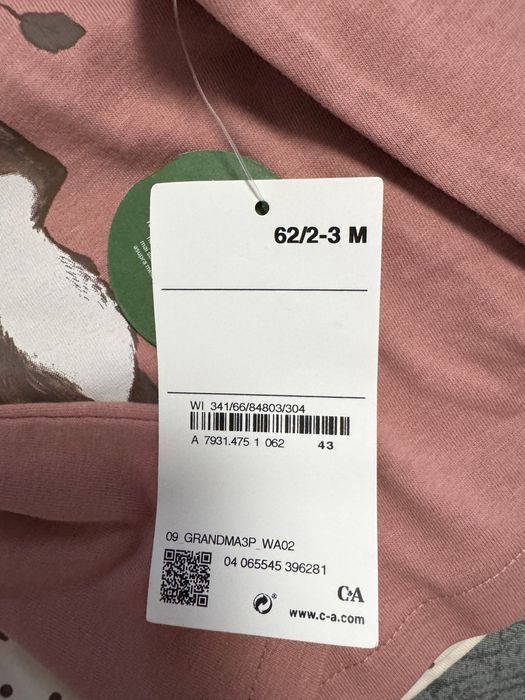 62/2-3 M
WI 341/66/84803/304
A 7931.475 1 062 43
09_GRANDMA3P_WA02
04 065545 396281
C&A
www.c-a.com